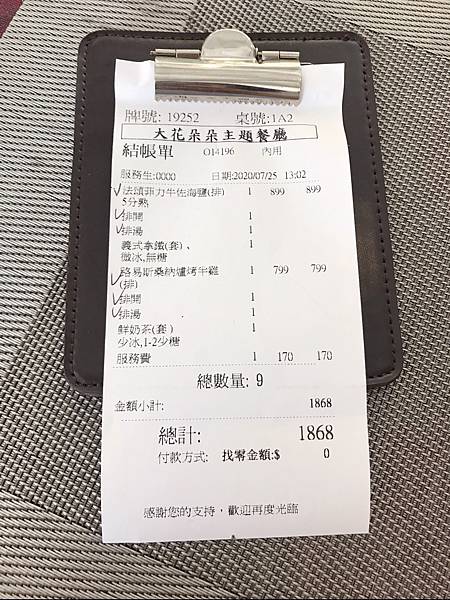 牌號: 19252 桌號:1A2
大花朵朵主題餐廳
結帳單 O14196 內用
服務生:0000 日期:2020/07/25 13:02
法頌菲力牛佐海鹽(排) 1 899 899
5分熟
排開 1
排湯 1
義式拿鐵(套)、 1
微冰,無糖
路易斯桑納爐烤半雞 1 799 799
(排)
排開 1
排湯 1
鮮奶茶(套) 1
少冰,1-2少糖
服務費 1 170 170
總數量: 9
金額小計: 1868
總計: 1868
付款方式: 找零金額:$ 0
感謝您的支持，歡迎再度光臨